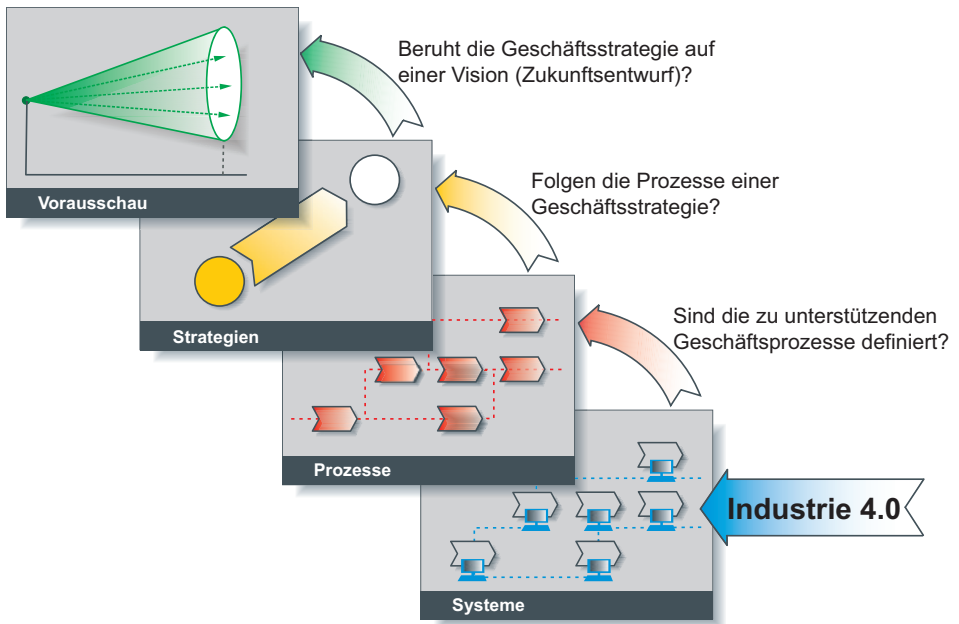 Beruht die Geschäftsstrategie auf
einer Vision (Zukunftsentwurf)?
Vorausschau
Folgen die Prozesse einer
Geschäftsstrategie?
Strategien
Sind die zu unterstützenden
Geschäftsprozesse definiert?
Prozesse
Industrie 4.0
Systeme